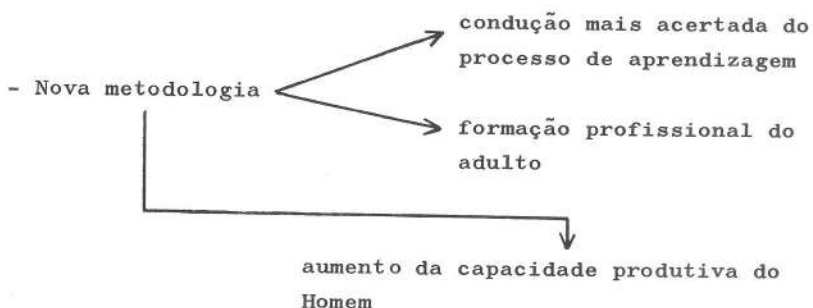 condução mais acertada do
processo de aprendizagem
- Nova metodologia
formação profissional do
adulto
aumento da capacidade produtiva do
Homem